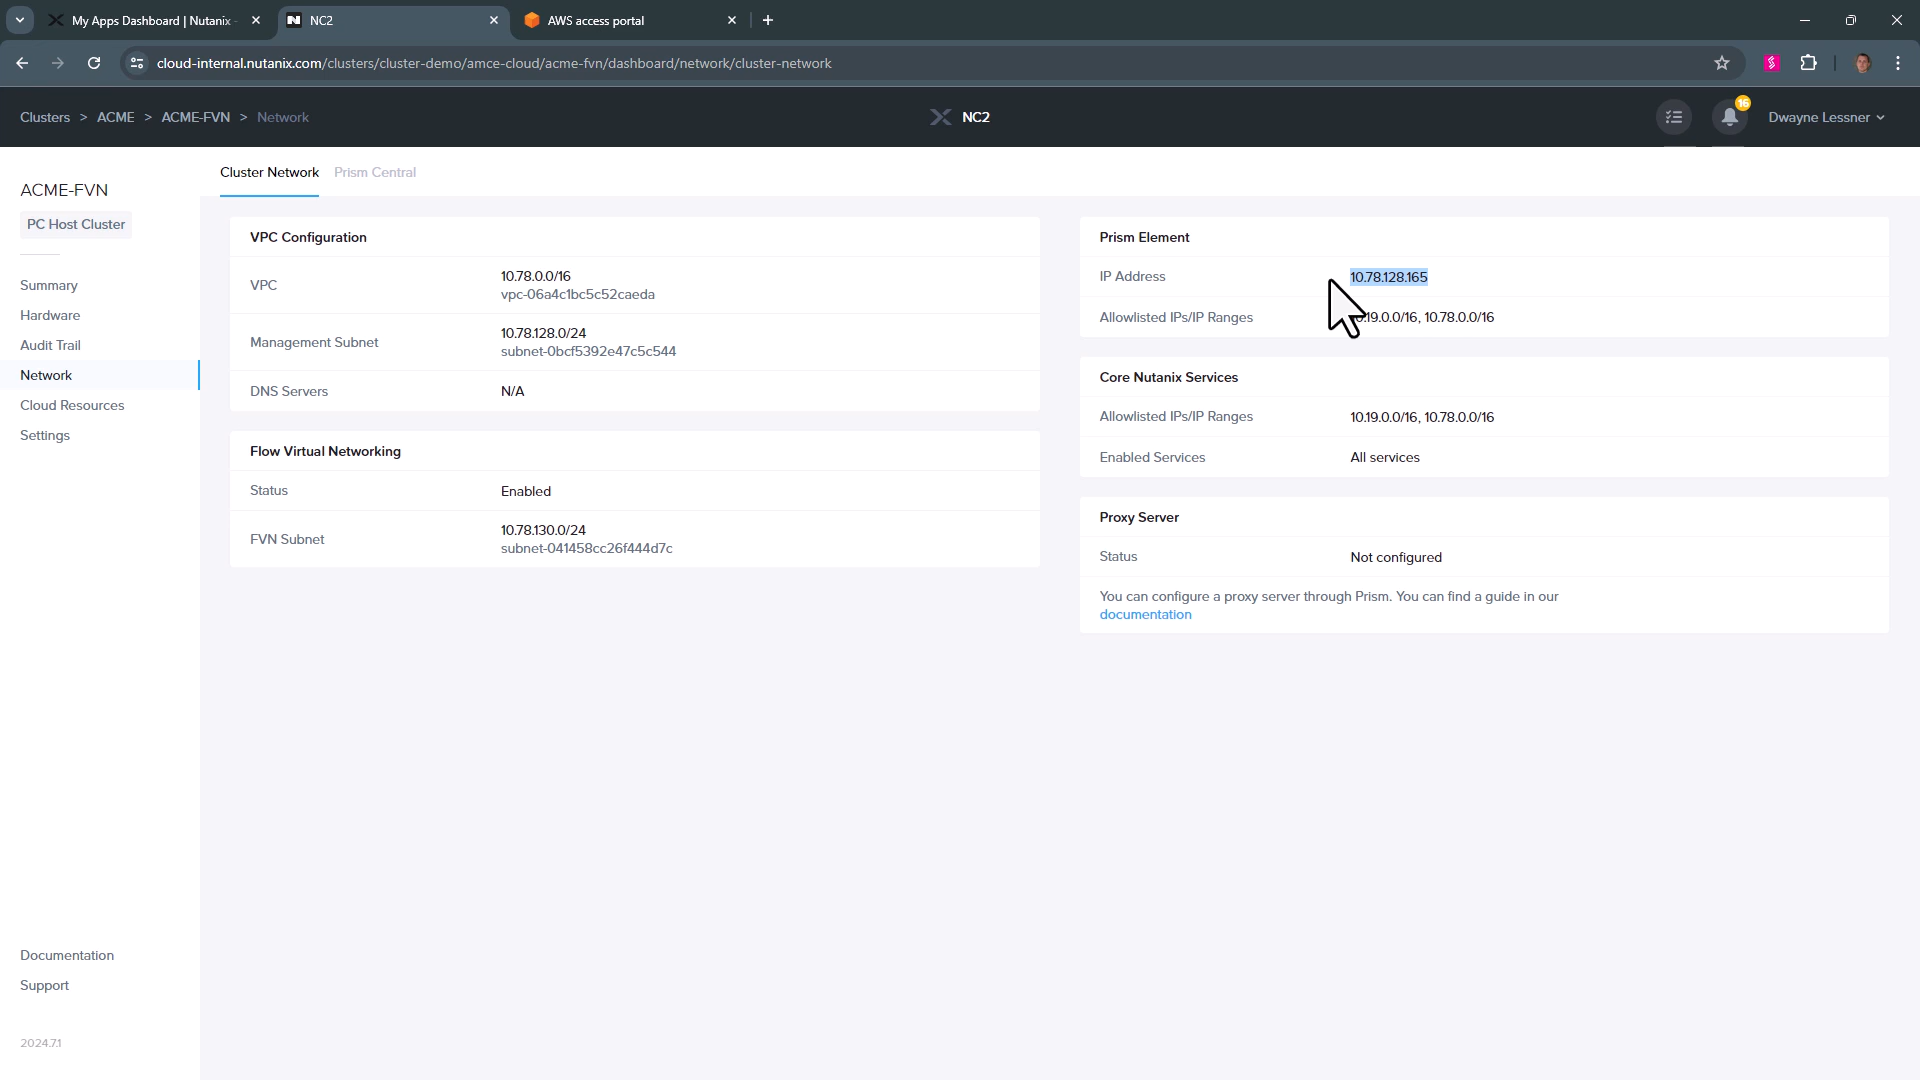 My Apps Dashboard | Nutanix
NC2
AWS access portal
cloud-internal.nutanix.com/clusters/cluster-demo/amce-cloud/acme-fvn/dashboard/network/cluster-network
Clusters > ACME > ACME-FVN > Network
NC2
16
Dwayne Lessner
ACME-FVN
PC Host Cluster
Summary
Hardware
Audit Trail
Network
Cloud Resources
Settings
Documentation
Support
2024.7.1
Cluster Network
Prism Central
VPC Configuration
VPC
10.78.0.0/16
vpc-06a4c1bc5c52caeda
Management Subnet
10.78.128.0/24
subnet-0bcf5392e47c5c544
DNS Servers
N/A
Flow Virtual Networking
Status
Enabled
FVN Subnet
10.78.130.0/24
subnet-041458cc26f444d7c
Prism Element
IP Address
10.78.128.165
Allowlisted IPs/IP Ranges
10.19.0.0/16, 10.78.0.0/16
Core Nutanix Services
Allowlisted IPs/IP Ranges
10.19.0.0/16, 10.78.0.0/16
Enabled Services
All services
Proxy Server
Status
Not configured
You can configure a proxy server through Prism. You can find a guide in our
documentation